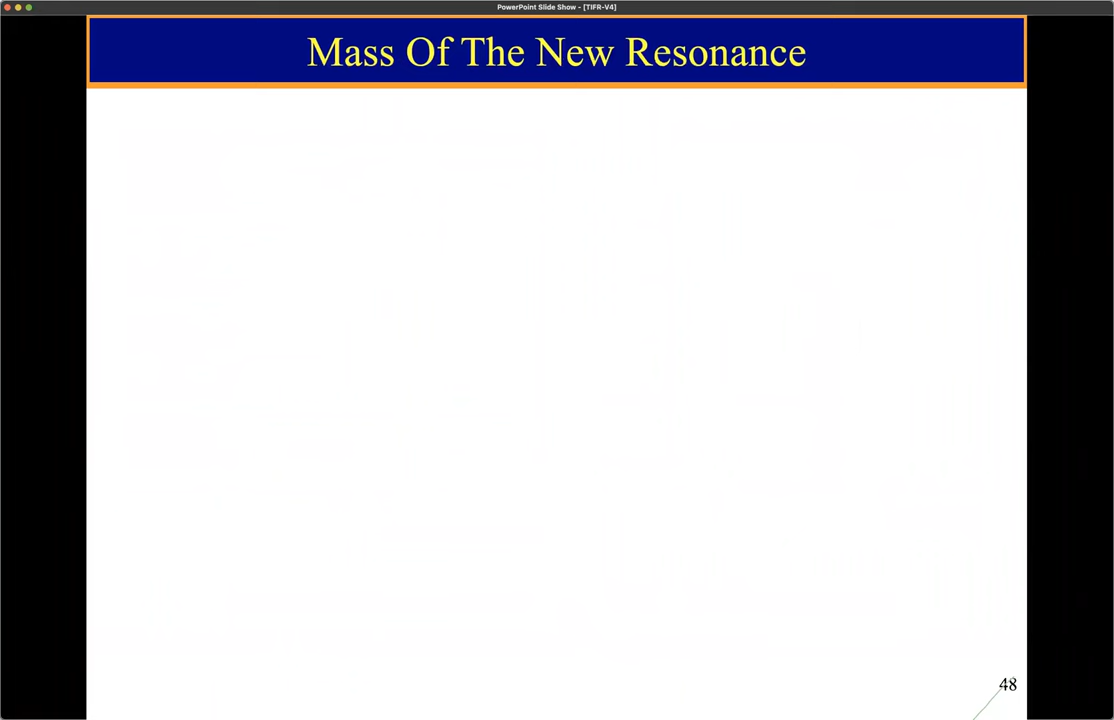 PowerPoint Slide Show - [TIFR-V4]
Mass Of The New Resonance
48